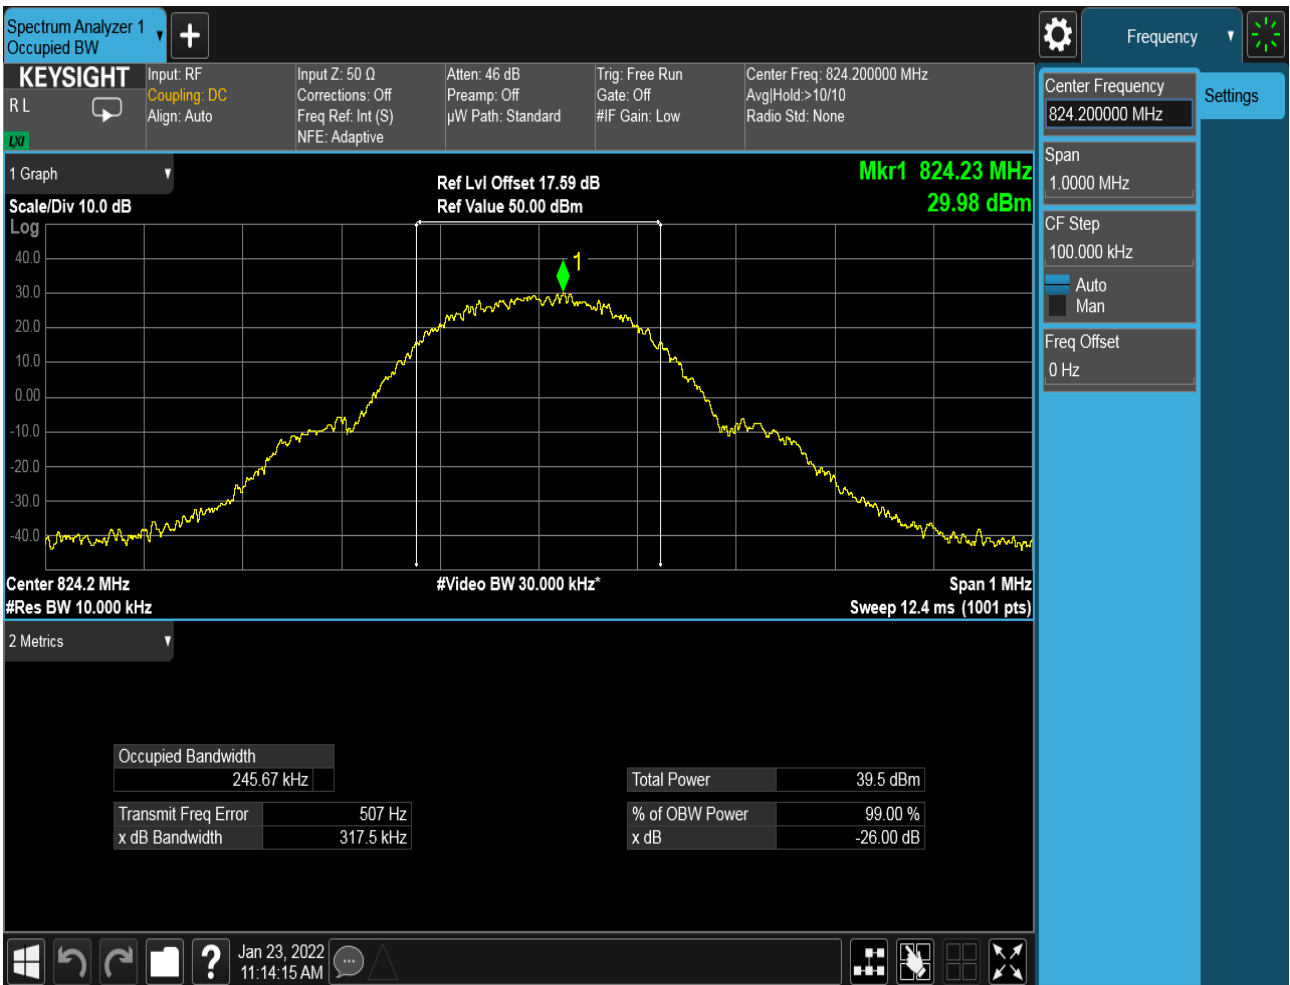 Spectrum Analyzer 1
Occupied BW
Frequency
KEYSIGHT
R L
LXI
Input: RF
Coupling: DC
Align: Auto
Input Z: 50 Ω
Corrections: Off
Freq Ref: Int (S)
NFE: Adaptive
Atten: 46 dB
Preamp: Off
µW Path: Standard
Trig: Free Run
Gate: Off
#IF Gain: Low
Center Freq: 824.200000 MHz
Avg|Hold:>10/10
Radio Std: None
Center Frequency
824.200000 MHz
Settings
Span
1.0000 MHz
CF Step
100.000 kHz
Auto
Man
Freq Offset
0 Hz
1 Graph
Scale/Div 10.0 dB
Log
Ref Lvl Offset 17.59 dB
Ref Value 50.00 dBm
Mkr1 824.23 MHz
29.98 dBm
1
40.0
30.0
20.0
10.0
0.00
-10.0
-20.0
-30.0
-40.0
Center 824.2 MHz
#Video BW 30.000 kHz*
Span 1 MHz
#Res BW 10.000 kHz
Sweep 12.4 ms (1001 pts)
2 Metrics
Occupied Bandwidth
245.67 kHz
Total Power 39.5 dBm
Transmit Freq Error 507 Hz
% of OBW Power 99.00 %
x dB Bandwidth 317.5 kHz
x dB -26.00 dB
?
Jan 23, 2022
11:14:15 AM